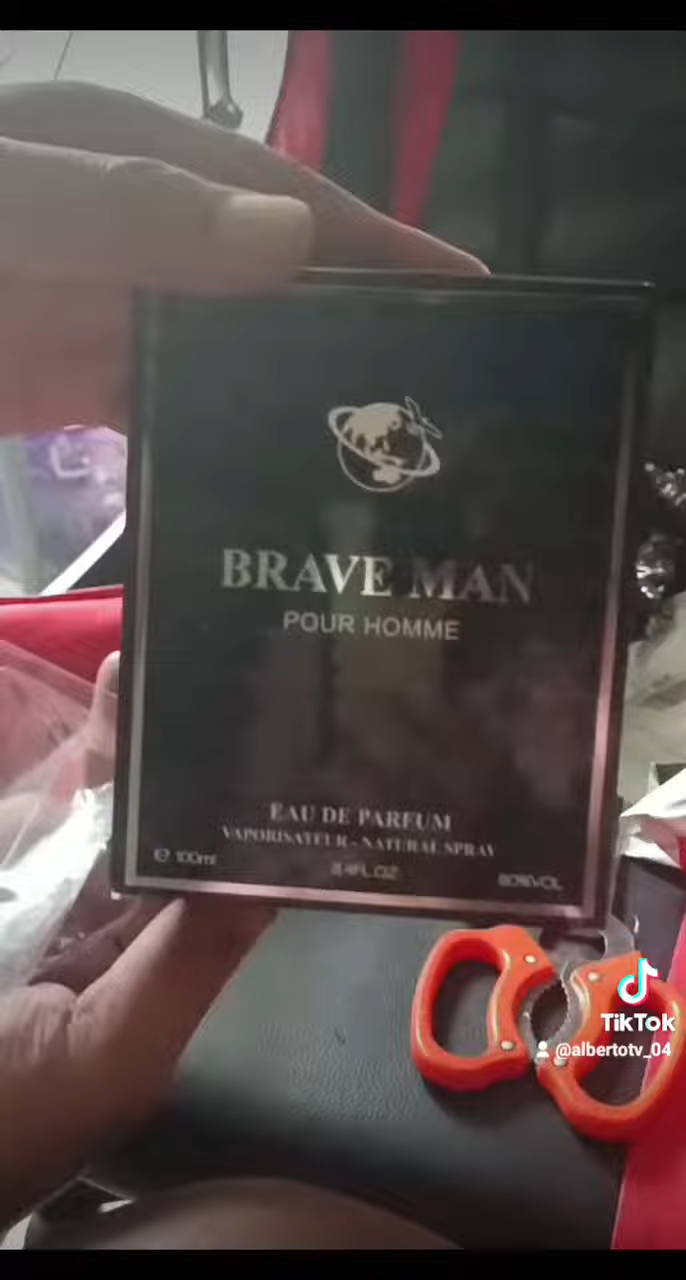 BRAVE MAN
POUR HOMME
EAU DE PARFUM
VAPORISATEUR - NATURAL SPRAY
℮ 100ml
3.4FL.OZ
80%VOL
TikTok
@albertotv_04